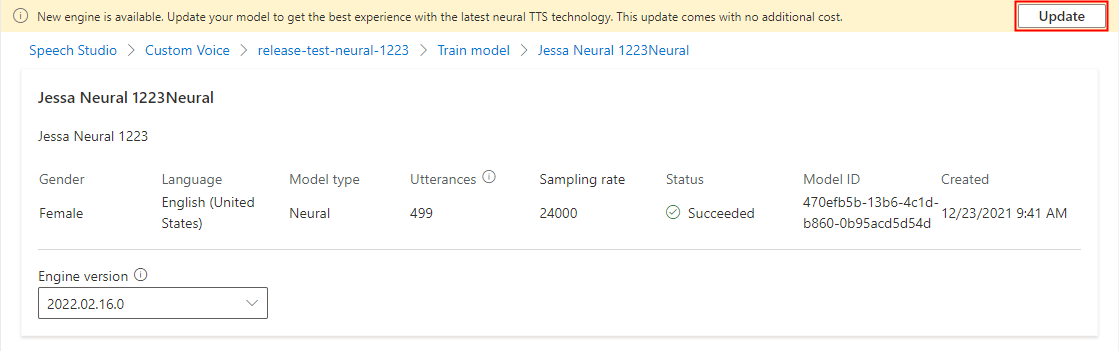 New engine is available. Update your model to get the best experience with the latest neural TTS technology. This update comes with no additional cost.
Update
Speech Studio > Custom Voice > release-test-neural-1223 > Train model > Jessa Neural 1223Neural
Jessa Neural 1223Neural
Jessa Neural 1223
Gender Language Model type Utterances Sampling rate Status Model ID Created
Female English (United States) Neural 499 24000 Succeeded 470efb5b-13b6-4c1d-b860-0b95acd5d54d 12/23/2021 9:41 AM
Engine version
2022.02.16.0